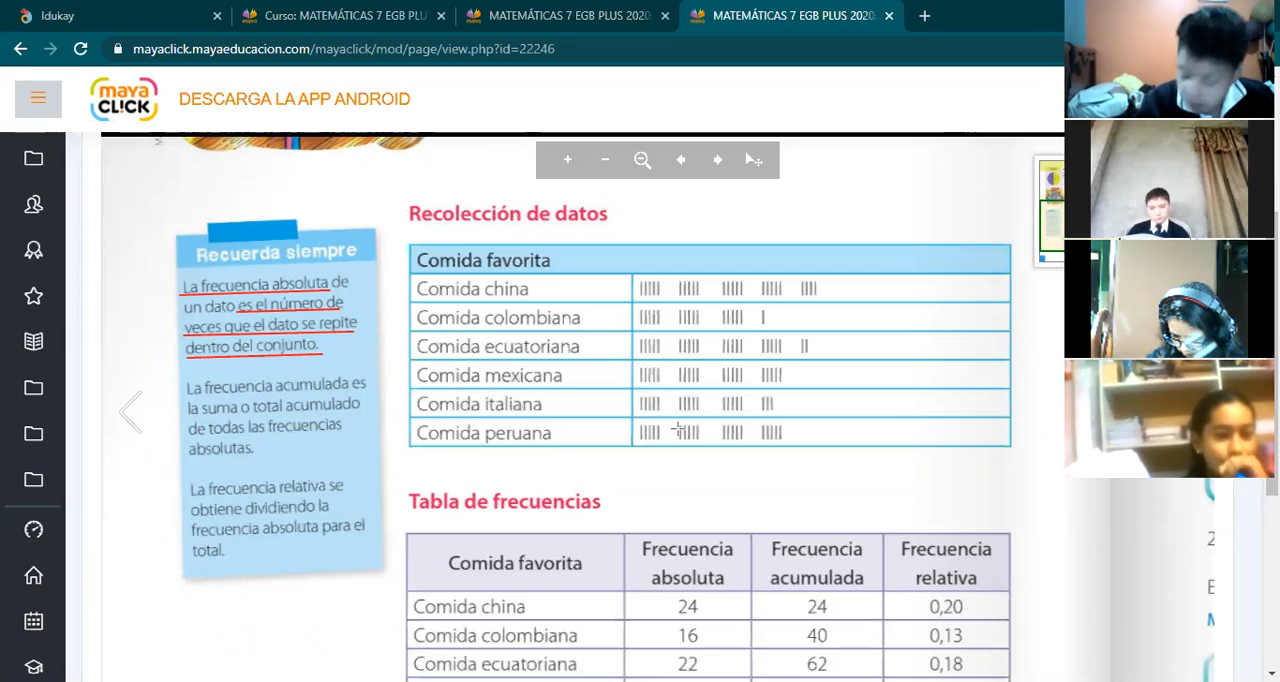 Idukay
Curso: MATEMÁTICAS 7 EGB PLU
MATEMÁTICAS 7 EGB PLUS 2020
MATEMÁTICAS 7 EGB PLUS 2020
mayaclick.mayaeducacion.com/mayaclick/mod/page/view.php?id=22246
maya CLICK
DESCARGA LA APP ANDROID
Recuerda siempre
La frecuencia absoluta de
un dato es el número de
veces que el dato se repite
dentro del conjunto.
La frecuencia acumulada es
la suma o total acumulado
de todas las frecuencias
absolutas.
La frecuencia relativa se
obtiene dividiendo la
frecuencia absoluta para el
total.
Recolección de datos
Comida favorita
Comida china
Comida colombiana
Comida ecuatoriana
Comida mexicana
Comida italiana
Comida peruana
Tabla de frecuencias
Comida favorita Frecuencia absoluta Frecuencia acumulada Frecuencia relativa
Comida china 24 24 0,20
Comida colombiana 16 40 0,13
Comida ecuatoriana 22 62 0,18